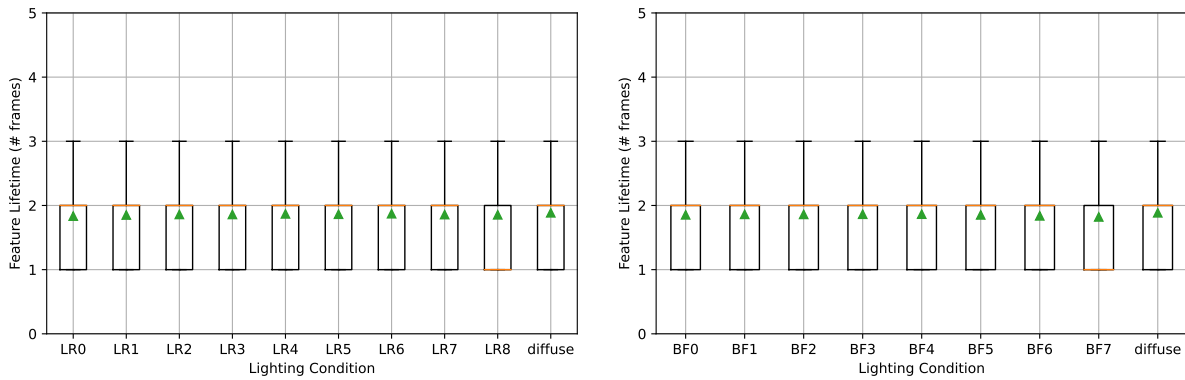 5
4
3
2
1
0
Feature Lifetime (# frames)
LR0 LR1 LR2 LR3 LR4 LR5 LR6 LR7 LR8 diffuse
Lighting Condition
5
4
3
2
1
0
Feature Lifetime (# frames)
BF0 BF1 BF2 BF3 BF4 BF5 BF6 BF7 diffuse
Lighting Condition